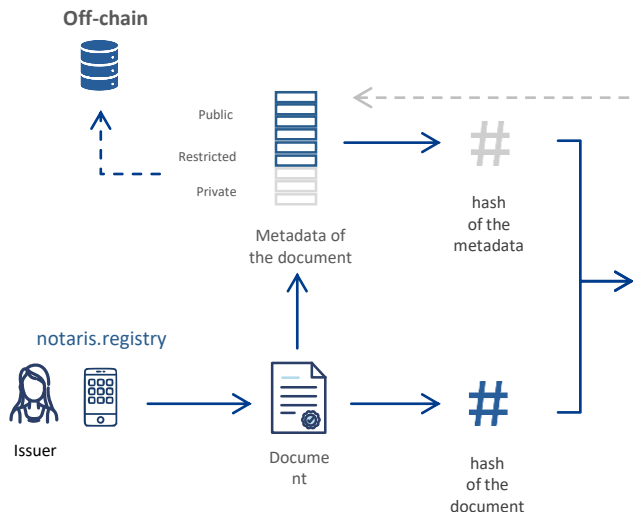 Off-chain
Public
Restricted
Private
#
hash
of the
metadata
Metadata of
the document
notaris.registry
Issuer
Docume
nt
#
hash
of the
document